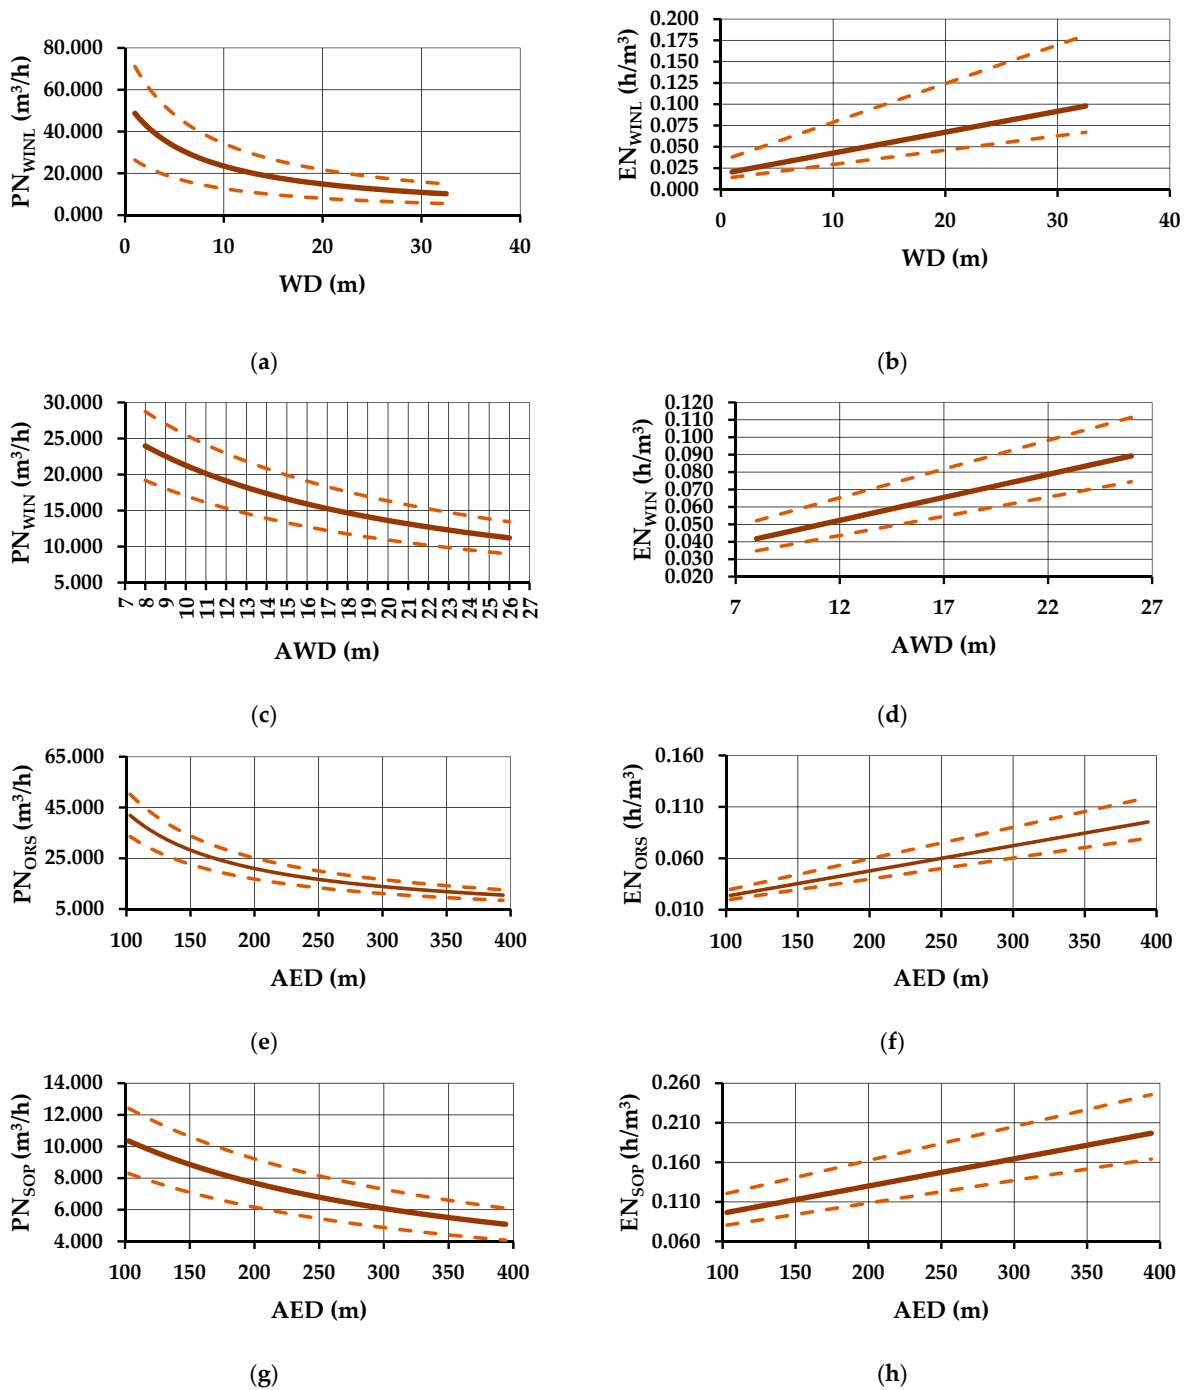 PN_WINL (m³/h)
80.000
60.000
40.000
20.000
0.000
0 10 20 30 40
WD (m)
(a)
EN_WINL (h/m³)
0.200
0.175
0.150
0.125
0.100
0.075
0.050
0.025
0.000
0 10 20 30 40
WD (m)
(b)
PN_WIN (m³/h)
30.000
25.000
20.000
15.000
10.000
5.000
7 8 9 10 11 12 13 14 15 16 17 18 19 20 21 22 23 24 25 26 27
AWD (m)
(c)
EN_WIN (h/m³)
0.120
0.110
0.100
0.090
0.080
0.070
0.060
0.050
0.040
0.030
0.020
7 12 17 22 27
AWD (m)
(d)
PN_ORS (m³/h)
65.000
45.000
25.000
5.000
100 150 200 250 300 350 400
AED (m)
(e)
EN_ORS (h/m³)
0.160
0.110
0.060
0.010
100 150 200 250 300 350 400
AED (m)
(f)
PN_SOP (m³/h)
14.000
12.000
10.000
8.000
6.000
4.000
100 150 200 250 300 350 400
AED (m)
(g)
EN_SOP (h/m³)
0.260
0.210
0.160
0.110
0.060
100 150 200 250 300 350 400
AED (m)
(h)